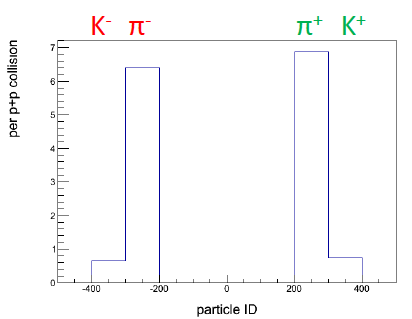 K- π- π+ K+
per p+p collision
7
6
5
4
3
2
1
0
-400 -200 0 200 400
particle ID